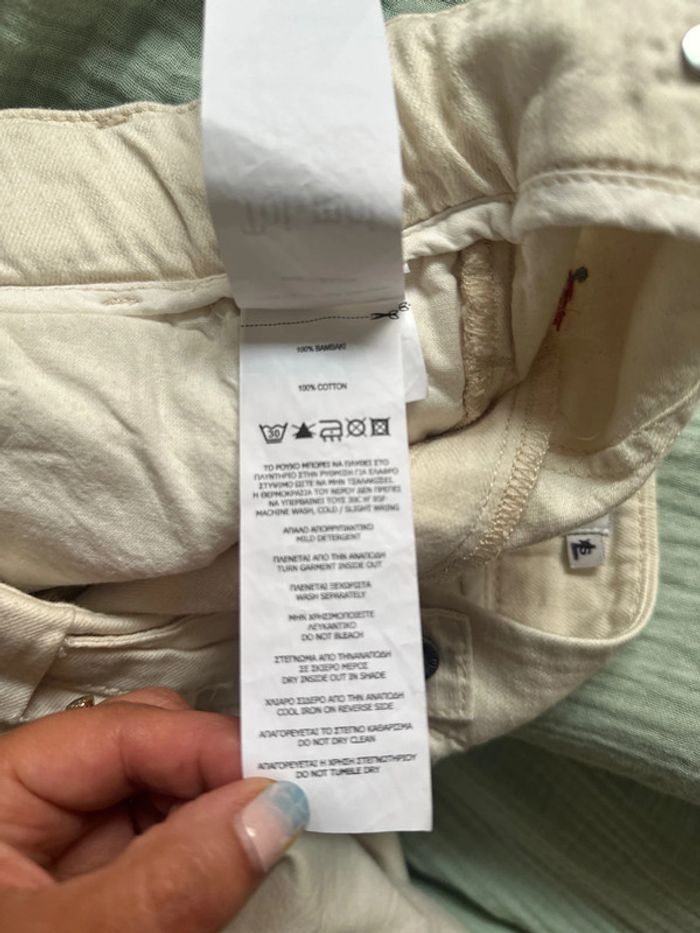 100% ΒΑΜΒΑΚΙ
100% COTTON
30
ΤΟ ΡΟΥΧΟ ΜΠΟΡΕΙ ΝΑ ΠΛΥΘΕΙ ΣΤΟ
ΠΛΥΝΤΗΡΙΟ ΣΤΗΝ ΡΥΘΜΙΣΗ ΓΙΑ ΕΛΑΦΡΟ
ΣΤΥΨΙΜΟ ΩΣΤΕ ΝΑ ΜΗΝ ΤΣΑΛΑΚΩΣΕΙ.
Η ΘΕΡΜΟΚΡΑΣΙΑ ΤΟΥ ΝΕΡΟΥ ΔΕΝ ΠΡΕΠΕΙ
ΝΑ ΥΠΕΡΒΑΙΝΕΙ ΤΟΥΣ 30C Ή 85F
MACHINE WASH, COLD / SLIGHT WRING
ΑΠΑΛΟ ΑΠΟΡΡΥΠΑΝΤΙΚΟ
MILD DETERGENT
ΠΛΕΝΕΤΑΙ ΑΠΟ ΤΗΝ ΑΝΑΠΟΔΗ
TURN GARMENT INSIDE OUT
ΠΛΕΝΕΤΑΙ ΞΕΧΩΡΙΣΤΑ
WASH SEPARATELY
ΜΗΝ ΧΡΗΣΙΜΟΠΟΙΕΙΤΕ
ΛΕΥΚΑΝΤΙΚΟ
DO NOT BLEACH
ΣΤΕΓΝΩΜΑ ΑΠΟ ΤΗΝΑΝΑΠΟΔΗ
ΣΕ ΣΚΙΕΡΟ ΜΕΡΟΣ
DRY INSIDE OUT IN SHADE
ΧΛΙΑΡΟ ΣΙΔΕΡΟ ΑΠΟ ΤΗΝ ΑΝΑΠΟΔΗ
COOL IRON ON REVERSE SIDE
ΑΠΑΓΟΡΕΥΕΤΑΙ ΤΟ ΣΤΕΓΝΟ ΚΑΘΑΡΙΣΜΑ
DO NOT DRY CLEAN
ΑΠΑΓΟΡΕΥΕΤΑΙ Η ΧΡΗΣΗ ΣΤΕΓΝΩΤΗΡΙΟΥ
DO NOT TUMBLE DRY